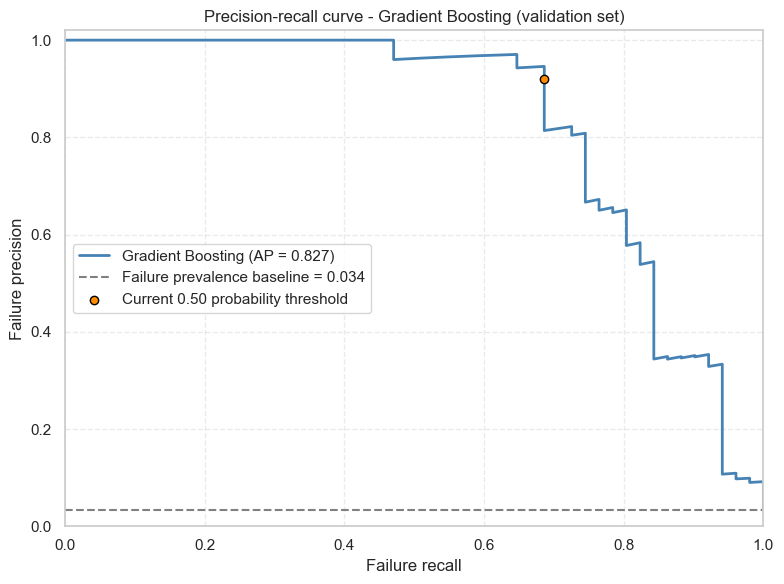 Precision-recall curve - Gradient Boosting (validation set)
1.0
0.8
0.6
0.4
0.2
0.0
Failure precision
Gradient Boosting (AP = 0.827)
Failure prevalence baseline = 0.034
Current 0.50 probability threshold
0.0 0.2 0.4 0.6 0.8 1.0
Failure recall